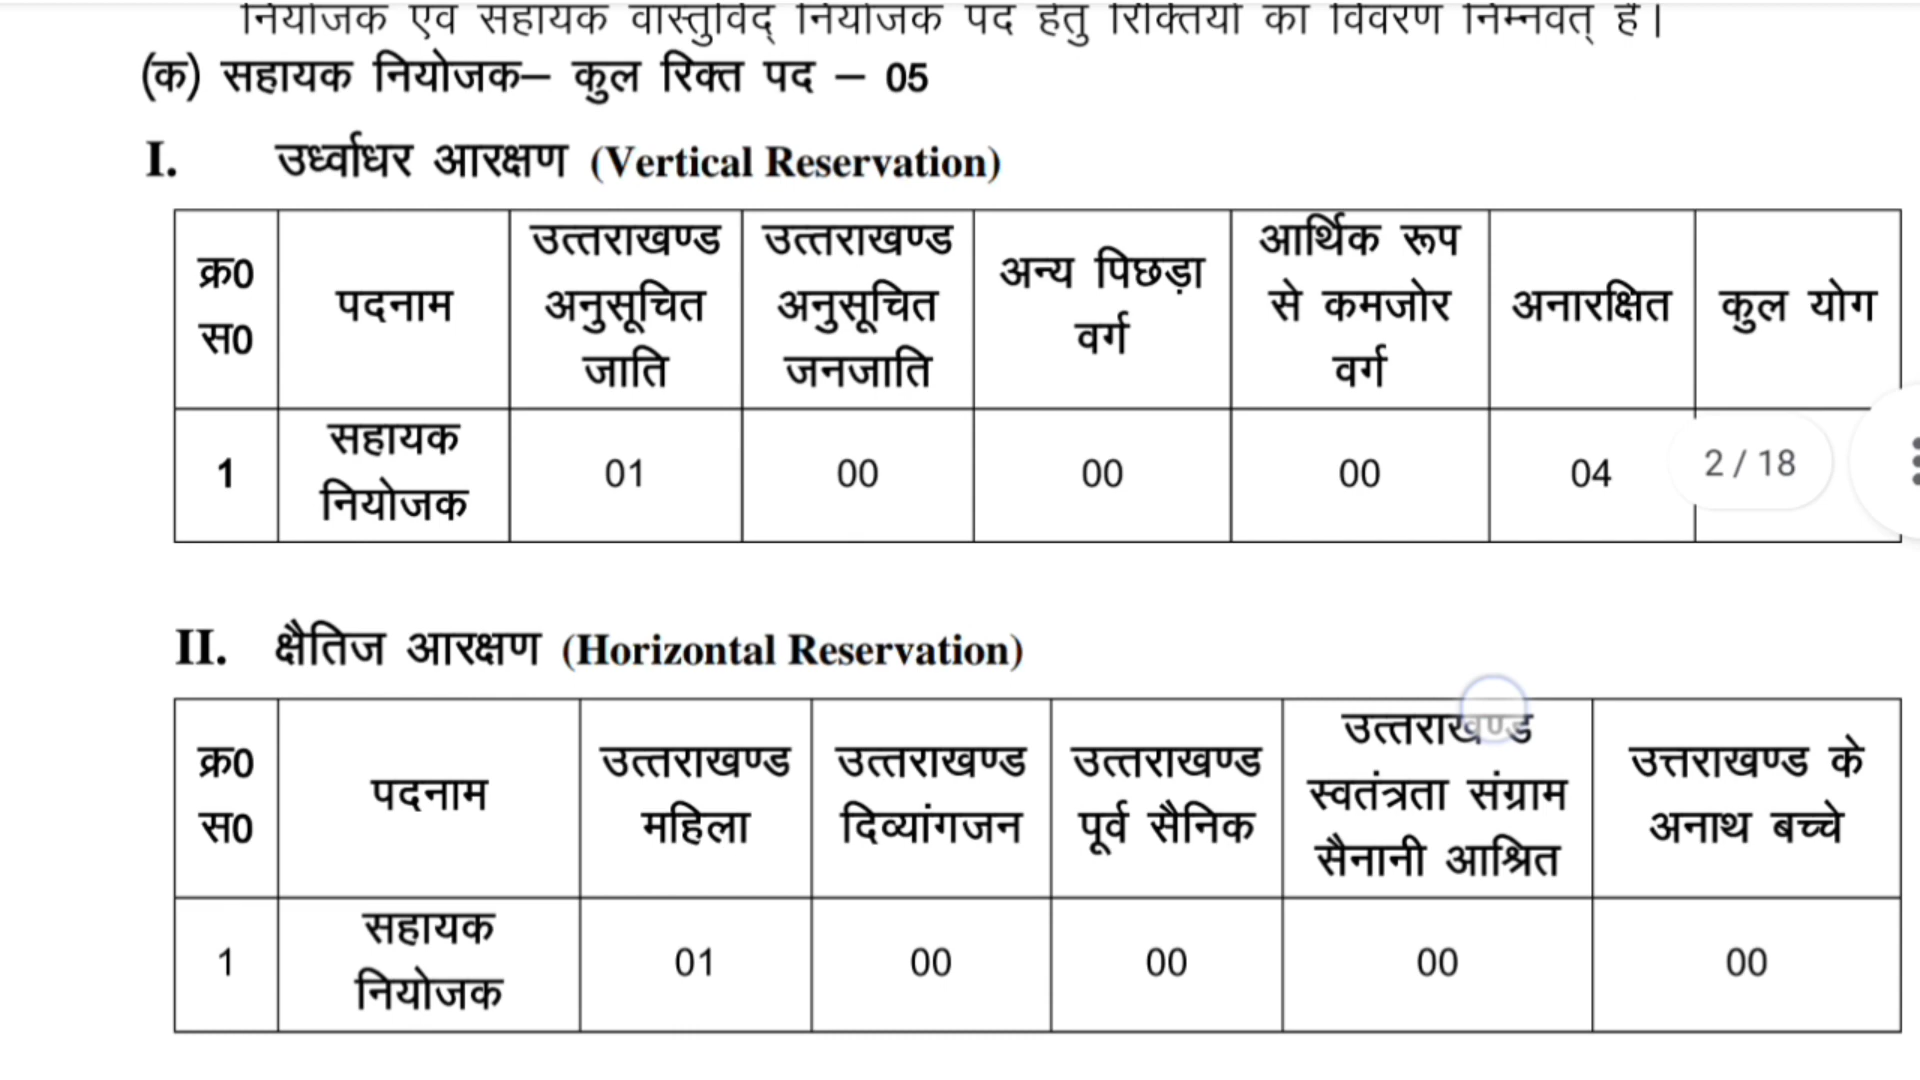 नियोजक एवं सहायक वास्तुविद् नियोजक पद हेतु रिक्तियों का विवरण निम्नवत् है।
(क) सहायक नियोजक– कुल रिक्त पद – 05
I. उर्ध्वाधर आरक्षण (Vertical Reservation)
क्र0 स0 | पदनाम | उत्तराखण्ड अनुसूचित जाति | उत्तराखण्ड अनुसूचित जनजाति | अन्य पिछड़ा वर्ग | आर्थिक रूप से कमजोर वर्ग | अनारक्षित | कुल योग
1 | सहायक नियोजक | 01 | 00 | 00 | 00 | 04
2 / 18
II. क्षैतिज आरक्षण (Horizontal Reservation)
क्र0 स0 | पदनाम | उत्तराखण्ड महिला | उत्तराखण्ड दिव्यांगजन | उत्तराखण्ड पूर्व सैनिक | उत्तराखण्ड स्वतंत्रता संग्राम सैनानी आश्रित | उत्तराखण्ड के अनाथ बच्चे
1 | सहायक नियोजक | 01 | 00 | 00 | 00 | 00